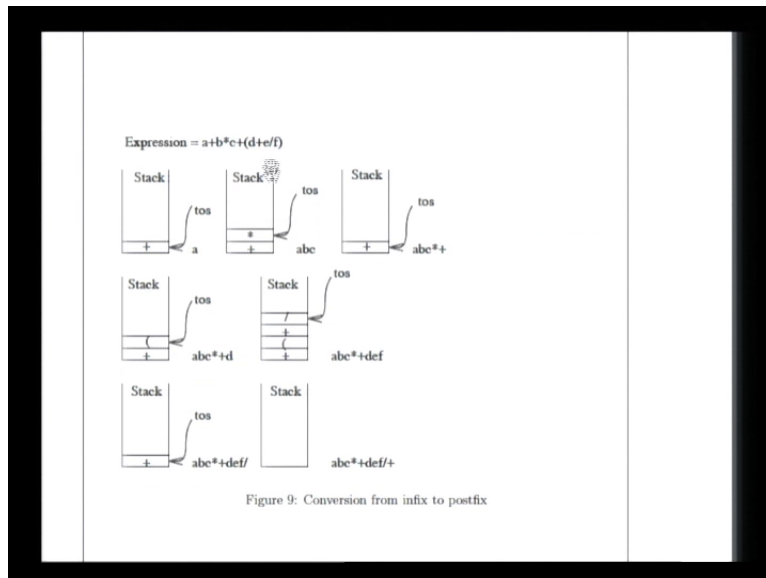 Expression = a+b*c+(d+e/f)
Stack Stack Stack
tos tos tos
*
+ a + abc + abc*+
Stack Stack tos
tos
/
+
( (
+ abc*+d + abc*+def
Stack Stack
tos
+ abc*+def/ abc*+def/+
Figure 9: Conversion from infix to postfix